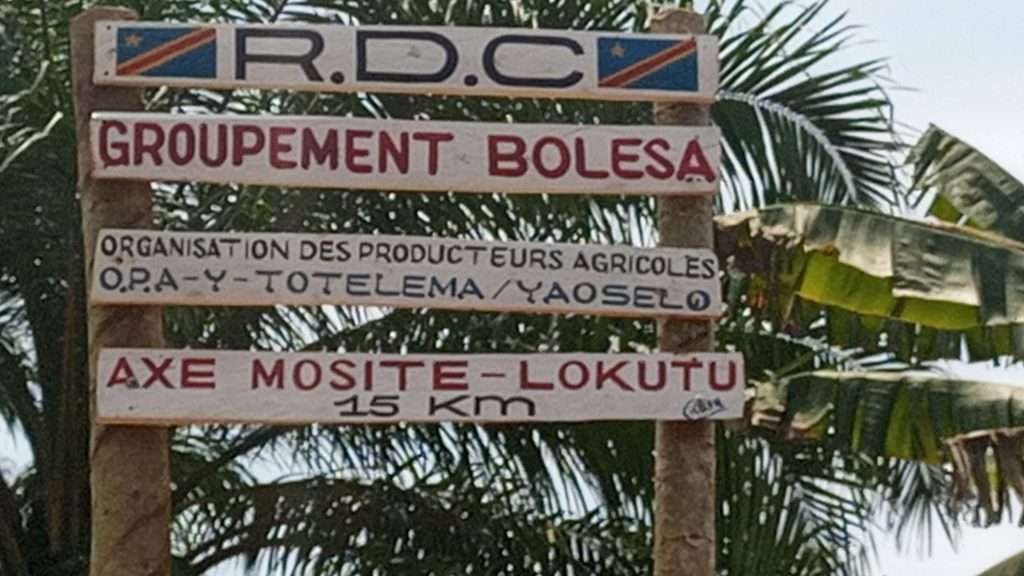 R.D.C
GROUPEMENT BOLESA
ORGANISATION DES PRODUCTEURS AGRICOLES
O.P.A-Y-TOTELEMA/YAOSELO
AXE MOSITE-LOKUTU
15 Km